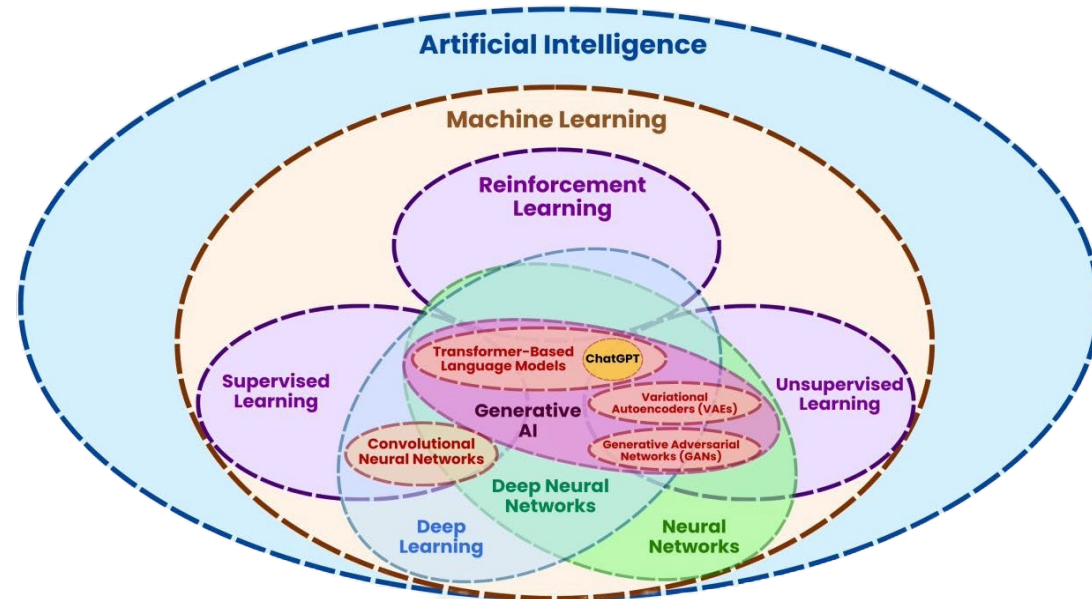 Artificial Intelligence
Machine Learning
Reinforcement
Learning
Transformer-Based
Language Models
ChatGPT
Supervised
Learning
Unsupervised
Learning
Variational
Autoencoders (VAEs)
Generative
AI
Convolutional
Neural Networks
Generative Adversarial
Networks (GANs)
Deep Neural
Networks
Deep
Learning
Neural
Networks